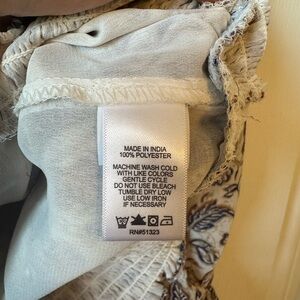 MADE IN INDIA
100% POLYESTER
MACHINE WASH COLD
WITH LIKE COLORS
GENTLE CYCLE
DO NOT USE BLEACH
TUMBLE DRY LOW
USE LOW IRON
IF NECESSARY
RN#51323